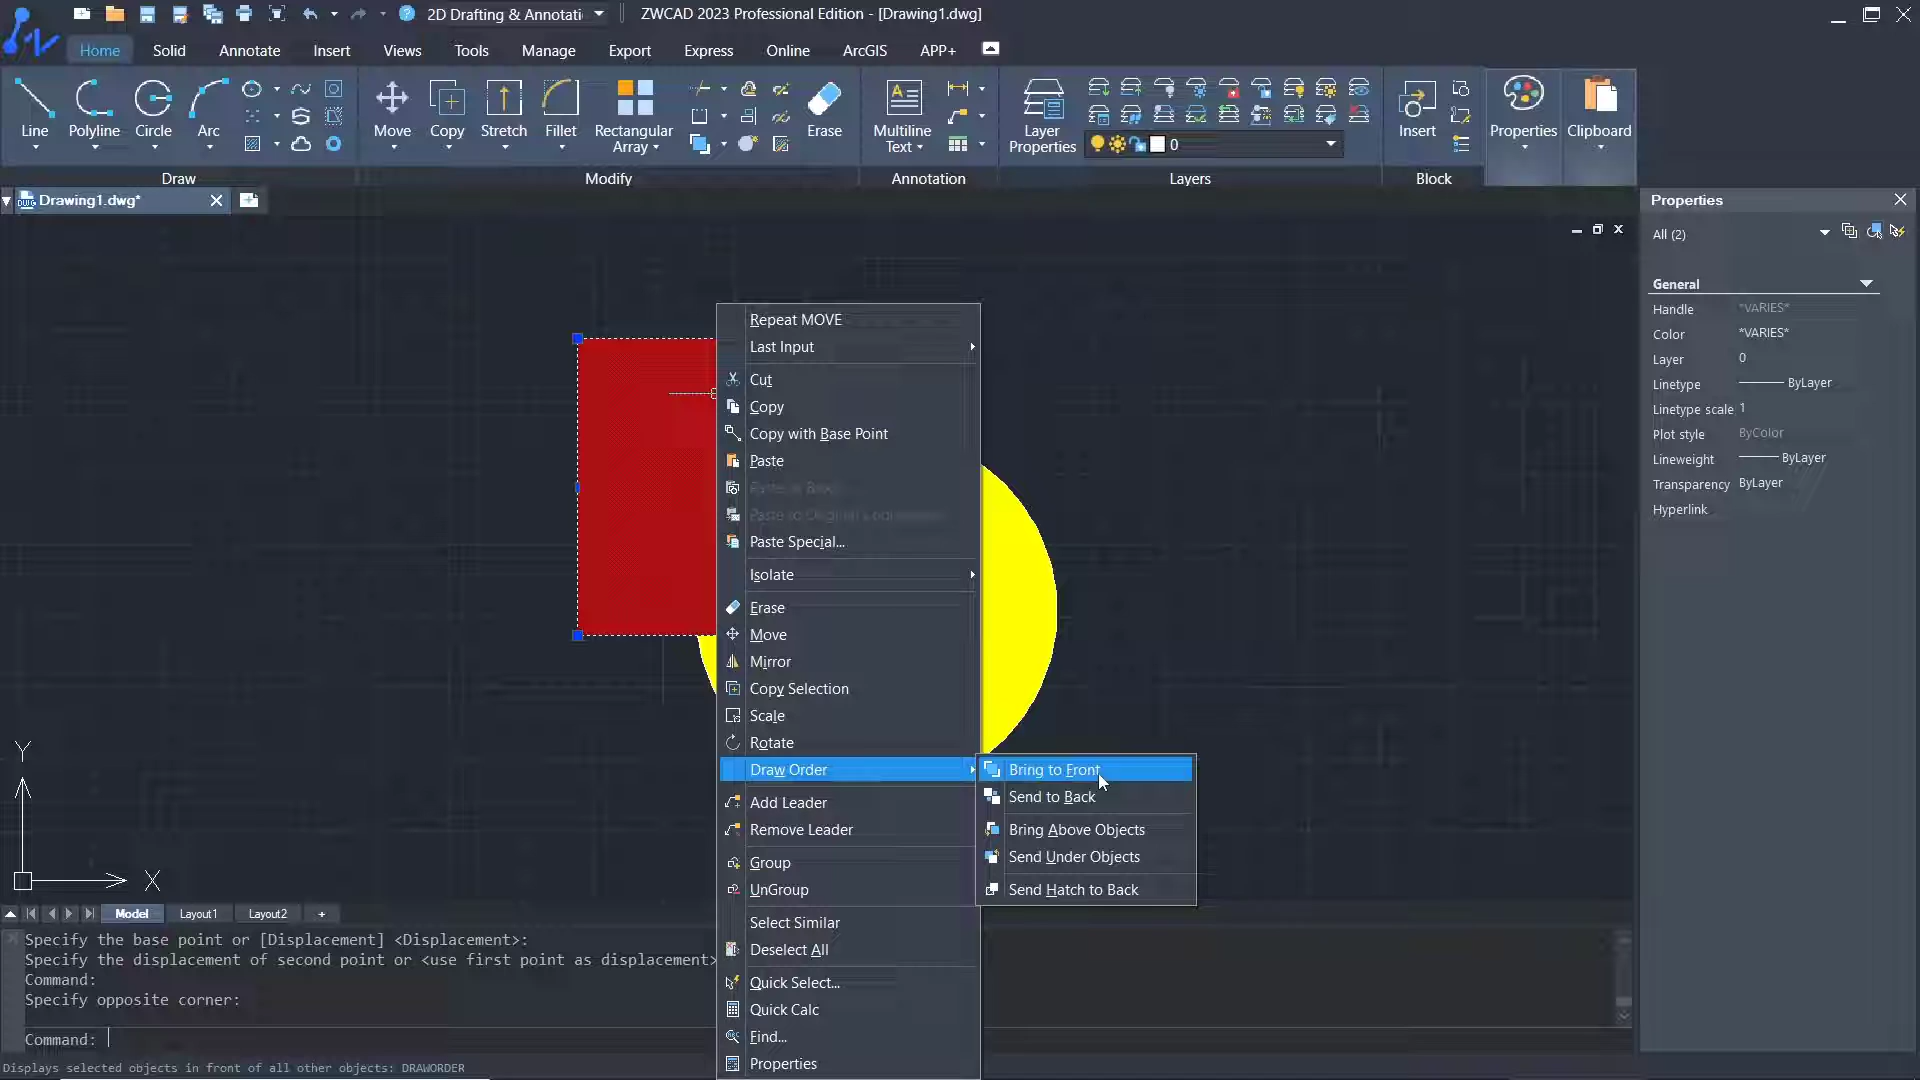 2D Drafting & Annotati
ZWCAD 2023 Professional Edition - [Drawing1.dwg]
Home Solid Annotate Insert Views Tools Manage Export Express Online ArcGIS APP+
Line Polyline Circle Arc
Move Copy Stretch Fillet Rectangular Array Erase
Multiline Text
Layer Properties
0
Insert Properties Clipboard
Draw Modify Annotation Layers Block
Drawing1.dwg*
Properties
All (2)
General
Handle *VARIES*
Color *VARIES*
Layer 0
Linetype ByLayer
Linetype scale 1
Plot style ByColor
Lineweight ByLayer
Transparency ByLayer
Hyperlink
Repeat MOVE
Last Input
Cut
Copy
Copy with Base Point
Paste
Paste Special...
Isolate
Erase
Move
Mirror
Copy Selection
Scale
Rotate
Draw Order
Add Leader
Remove Leader
Group
UnGroup
Select Similar
Deselect All
Quick Select...
Quick Calc
Find...
Properties
Bring to Front
Send to Back
Bring Above Objects
Send Under Objects
Send Hatch to Back
Y
X
Model Layout1 Layout2 +
Specify the base point or [Displacement] <Displacement>:
Specify the displacement of second point or <use first point as displacement>
Command:
Specify opposite corner:
Command:
Displays selected objects in front of all other objects: DRAWORDER